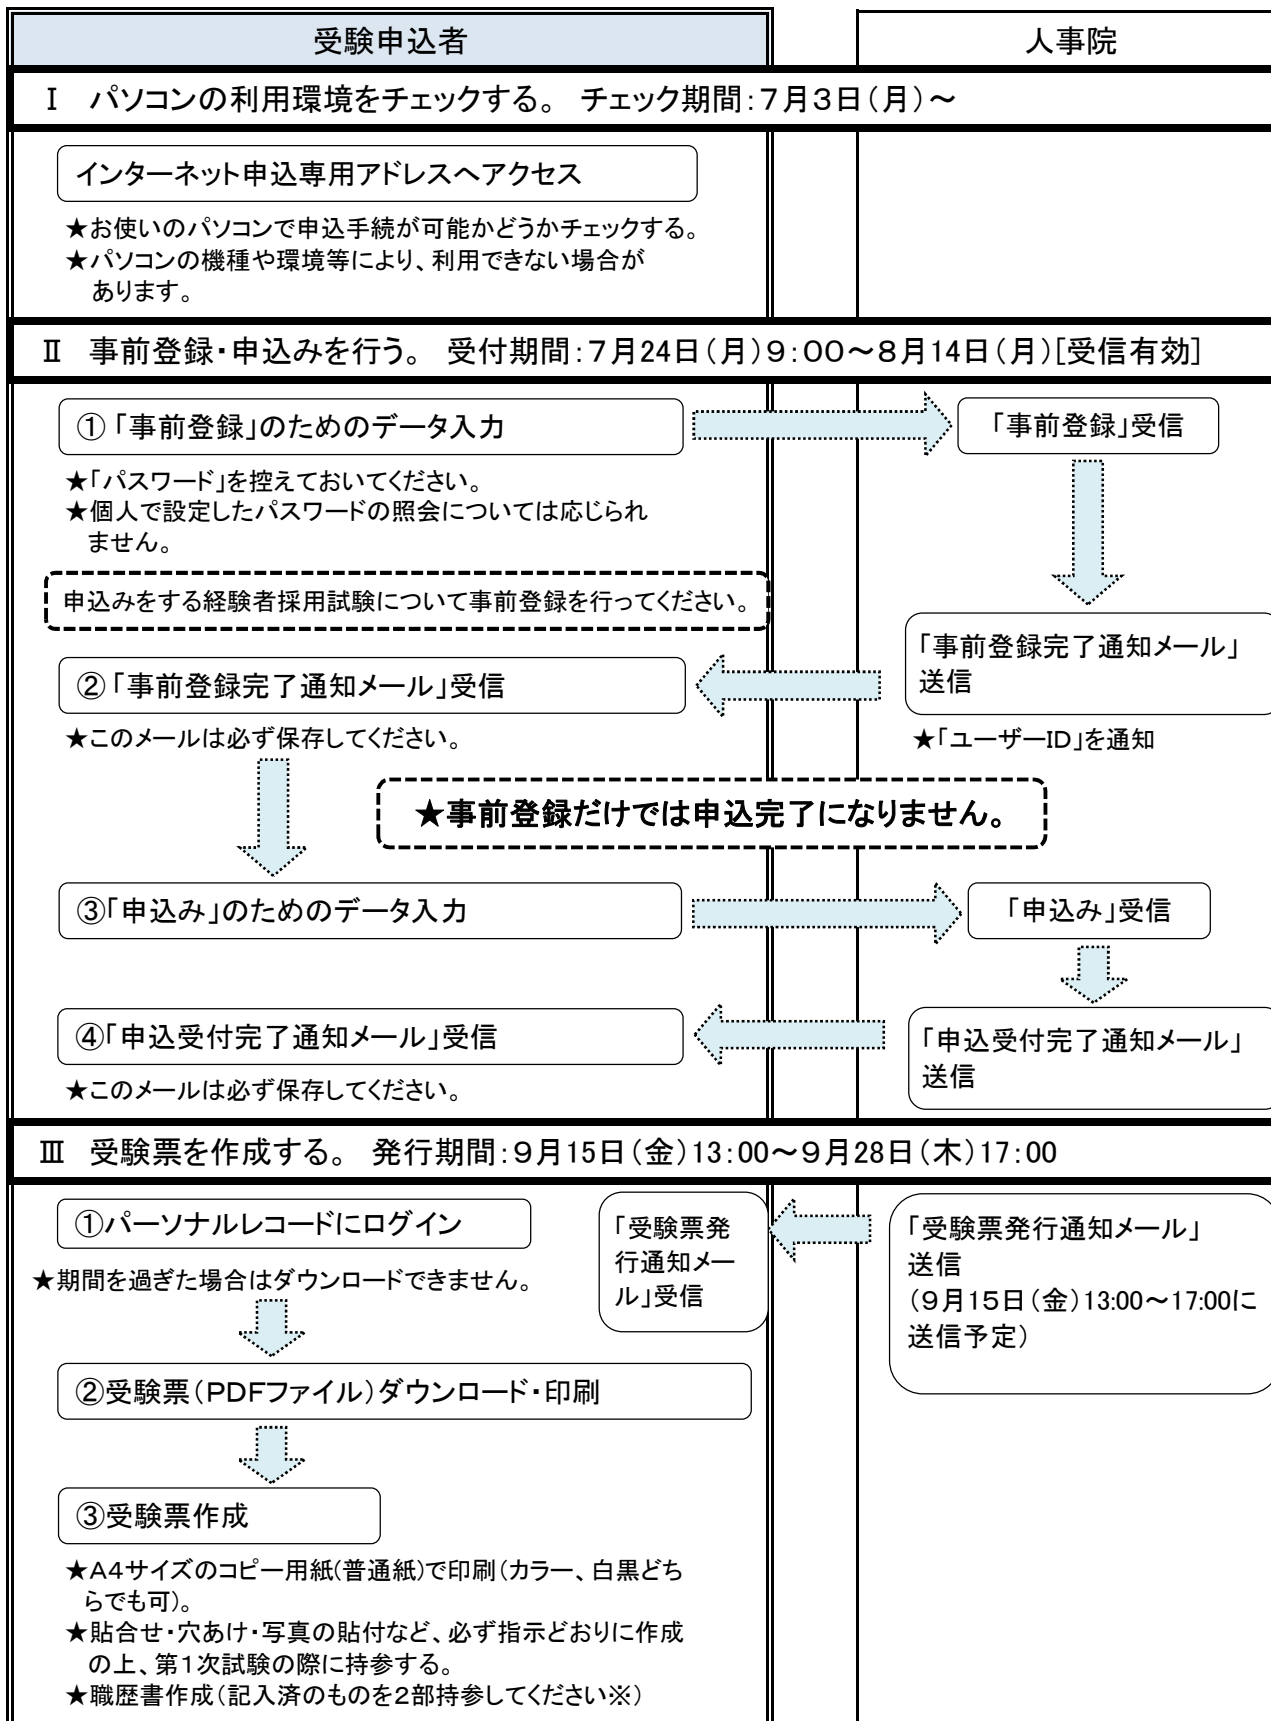 受験申込者
人事院
Ⅰ　パソコンの利用環境をチェックする。　チェック期間：７月３日（月）～
インターネット申込専用アドレスへアクセス
★お使いのパソコンで申込手続が可能かどうかチェックする。
★パソコンの機種や環境等により、利用できない場合が
あります。
Ⅱ　事前登録・申込みを行う。　受付期間：７月24日（月）９：００～８月14日（月）［受信有効］
①「事前登録」のためのデータ入力
「事前登録」受信
★「パスワード」を控えておいてください。
★個人で設定したパスワードの照会については応じられ
ません。
申込みをする経験者採用試験について事前登録を行ってください。
「事前登録完了通知メール」
送信
②「事前登録完了通知メール」受信
★このメールは必ず保存してください。
★「ユーザーＩＤ」を通知
★事前登録だけでは申込完了になりません。
③「申込み」のためのデータ入力
「申込み」受信
④「申込受付完了通知メール」受信
「申込受付完了通知メール」
送信
★このメールは必ず保存してください。
Ⅲ　受験票を作成する。　発行期間：９月15日（金）13：00～９月28日（木）17：00
①パーソナルレコードにログイン
「受験票発
行通知メー
ル」受信
「受験票発行通知メール」
送信
（９月15日（金）13:00～17:00に
送信予定）
★期間を過ぎた場合はダウンロードできません。
②受験票（ＰＤＦファイル）ダウンロード・印刷
③受験票作成
★Ａ４サイズのコピー用紙(普通紙)で印刷（カラー、白黒どち
らでも可）。
★貼合せ・穴あけ・写真の貼付など、必ず指示どおりに作成
の上、第１次試験の際に持参する。
★職歴書作成（記入済のものを２部持参してください※）